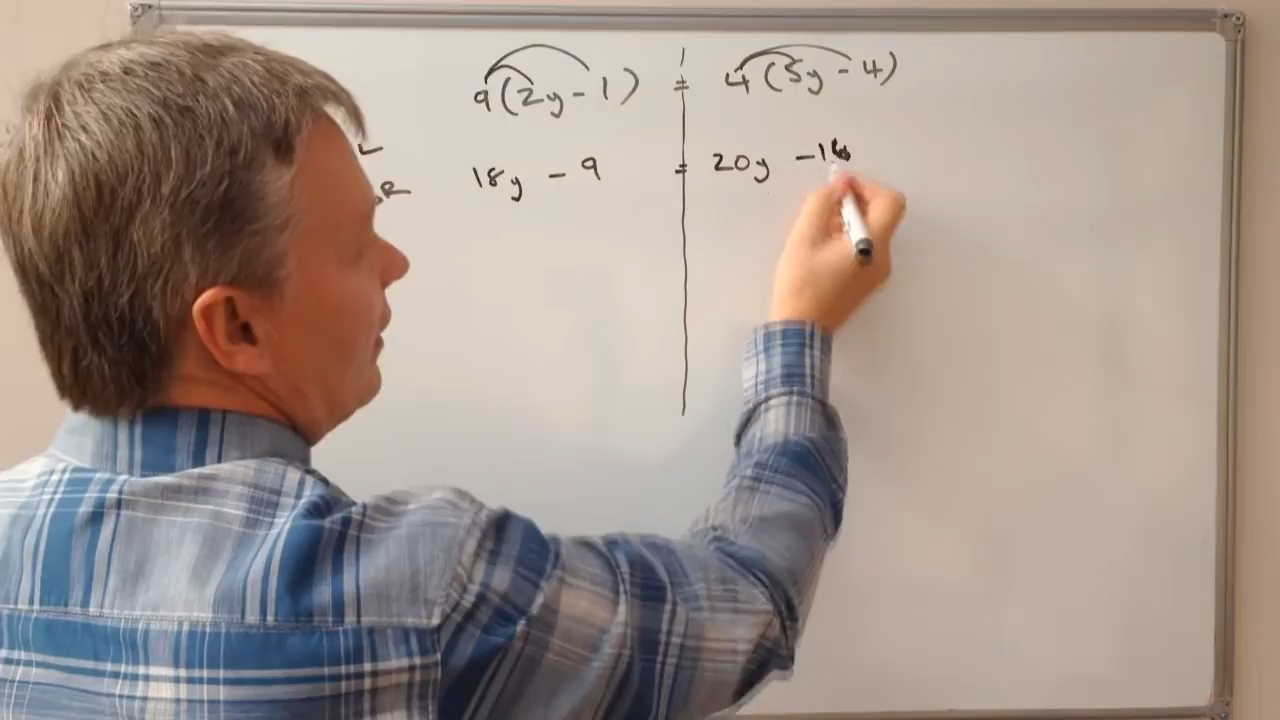 9(2y-1) = 4(5y-4)
18y - 9 = 20y -16